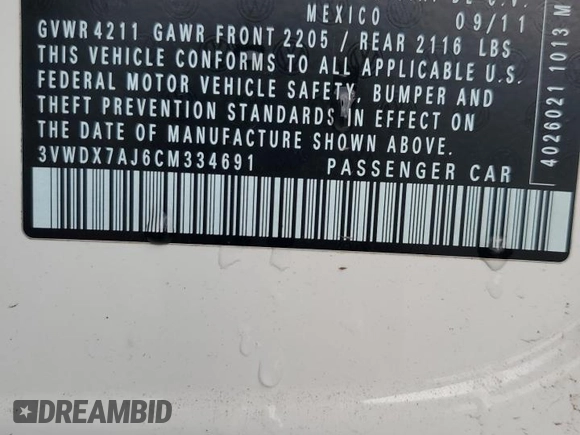 MEXICO 09/11
GVWR 4211 GAWR FRONT 2205 / REAR 2116 LBS
THIS VEHICLE CONFORMS TO ALL APPLICABLE U.S.
FEDERAL MOTOR VEHICLE SAFETY, BUMPER AND
THEFT PREVENTION STANDARDS IN EFFECT ON
THE DATE OF MANUFACTURE SHOWN ABOVE.
3VWDX7AJ6CM334691 PASSENGER CAR
4026021 1013 M
DREAMBID